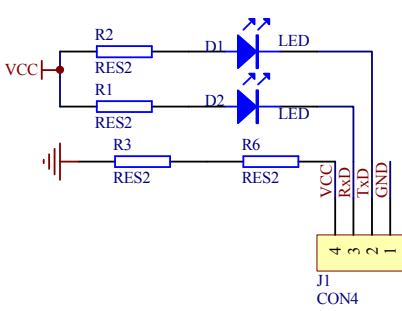 R2
D1
LED
RES2
VCC
R1
D2
LED
RES2
R3
R6
RES2
RES2
VCC
RxD
TxD
GND
4
3
2
1
J1
CON4